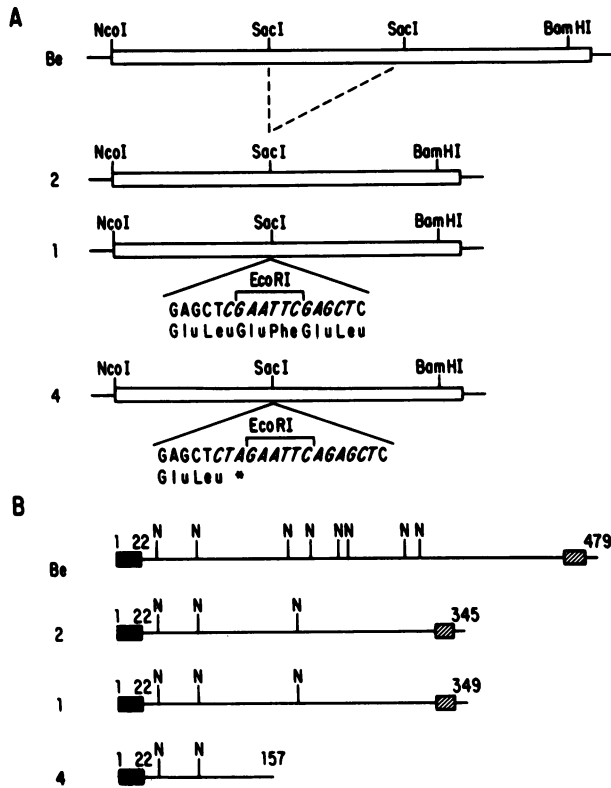 A
NcoI SacI SacI BamHI
Be
NcoI SacI BamHI
2
NcoI SacI BamHI
1
EcoRI
GAGCTCGAATTCGAGCTC
GluLeuGluPheGluLeu
NcoI SacI BamHI
4
EcoRI
GAGCTCTAGAATTCAGAGCTC
GluLeu *
B
N N N N N N N N
1 22 479
Be
N N N
1 22 345
2
N N N
1 22 349
1
N N
1 22 157
4